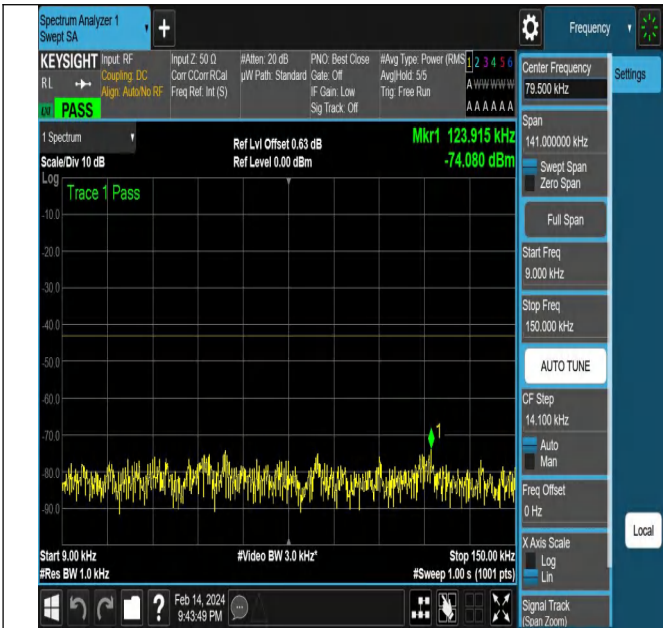 Spectrum Analyzer 1
Swept SA
+
Frequency
KEYSIGHT
Input: RF
Coupling: DC
Align: Auto/No RF
Input Z: 50 Ω
Corr CCorr RCal
Freq Ref: Int (S)
#Atten: 20 dB
µW Path: Standard
PNO: Best Close
Gate: Off
IF Gain: Low
Sig Track: Off
#Avg Type: Power (RMS
Avg|Hold: 5/5
Trig: Free Run
1 2 3 4 5 6
A W W W W W
A A A A A A
R L
LXI
PASS
1 Spectrum
Scale/Div 10 dB
Log
Ref Lvl Offset 0.63 dB
Ref Level 0.00 dBm
Mkr1 123.915 kHz
-74.080 dBm
Trace 1 Pass
-10.0
-20.0
-30.0
-40.0
-50.0
-60.0
-70.0
-80.0
-90.0
1
Start 9.00 kHz
#Res BW 1.0 kHz
#Video BW 3.0 kHz*
Stop 150.00 kHz
#Sweep 1.00 s (1001 pts)
Center Frequency
79.500 kHz
Settings
Span
141.000000 kHz
Swept Span
Zero Span
Full Span
Start Freq
9.000 kHz
Stop Freq
150.000 kHz
AUTO TUNE
CF Step
14.100 kHz
Auto
Man
Freq Offset
0 Hz
X Axis Scale
Log
Lin
Local
Signal Track
(Span Zoom)
?
Feb 14, 2024
9:43:49 PM